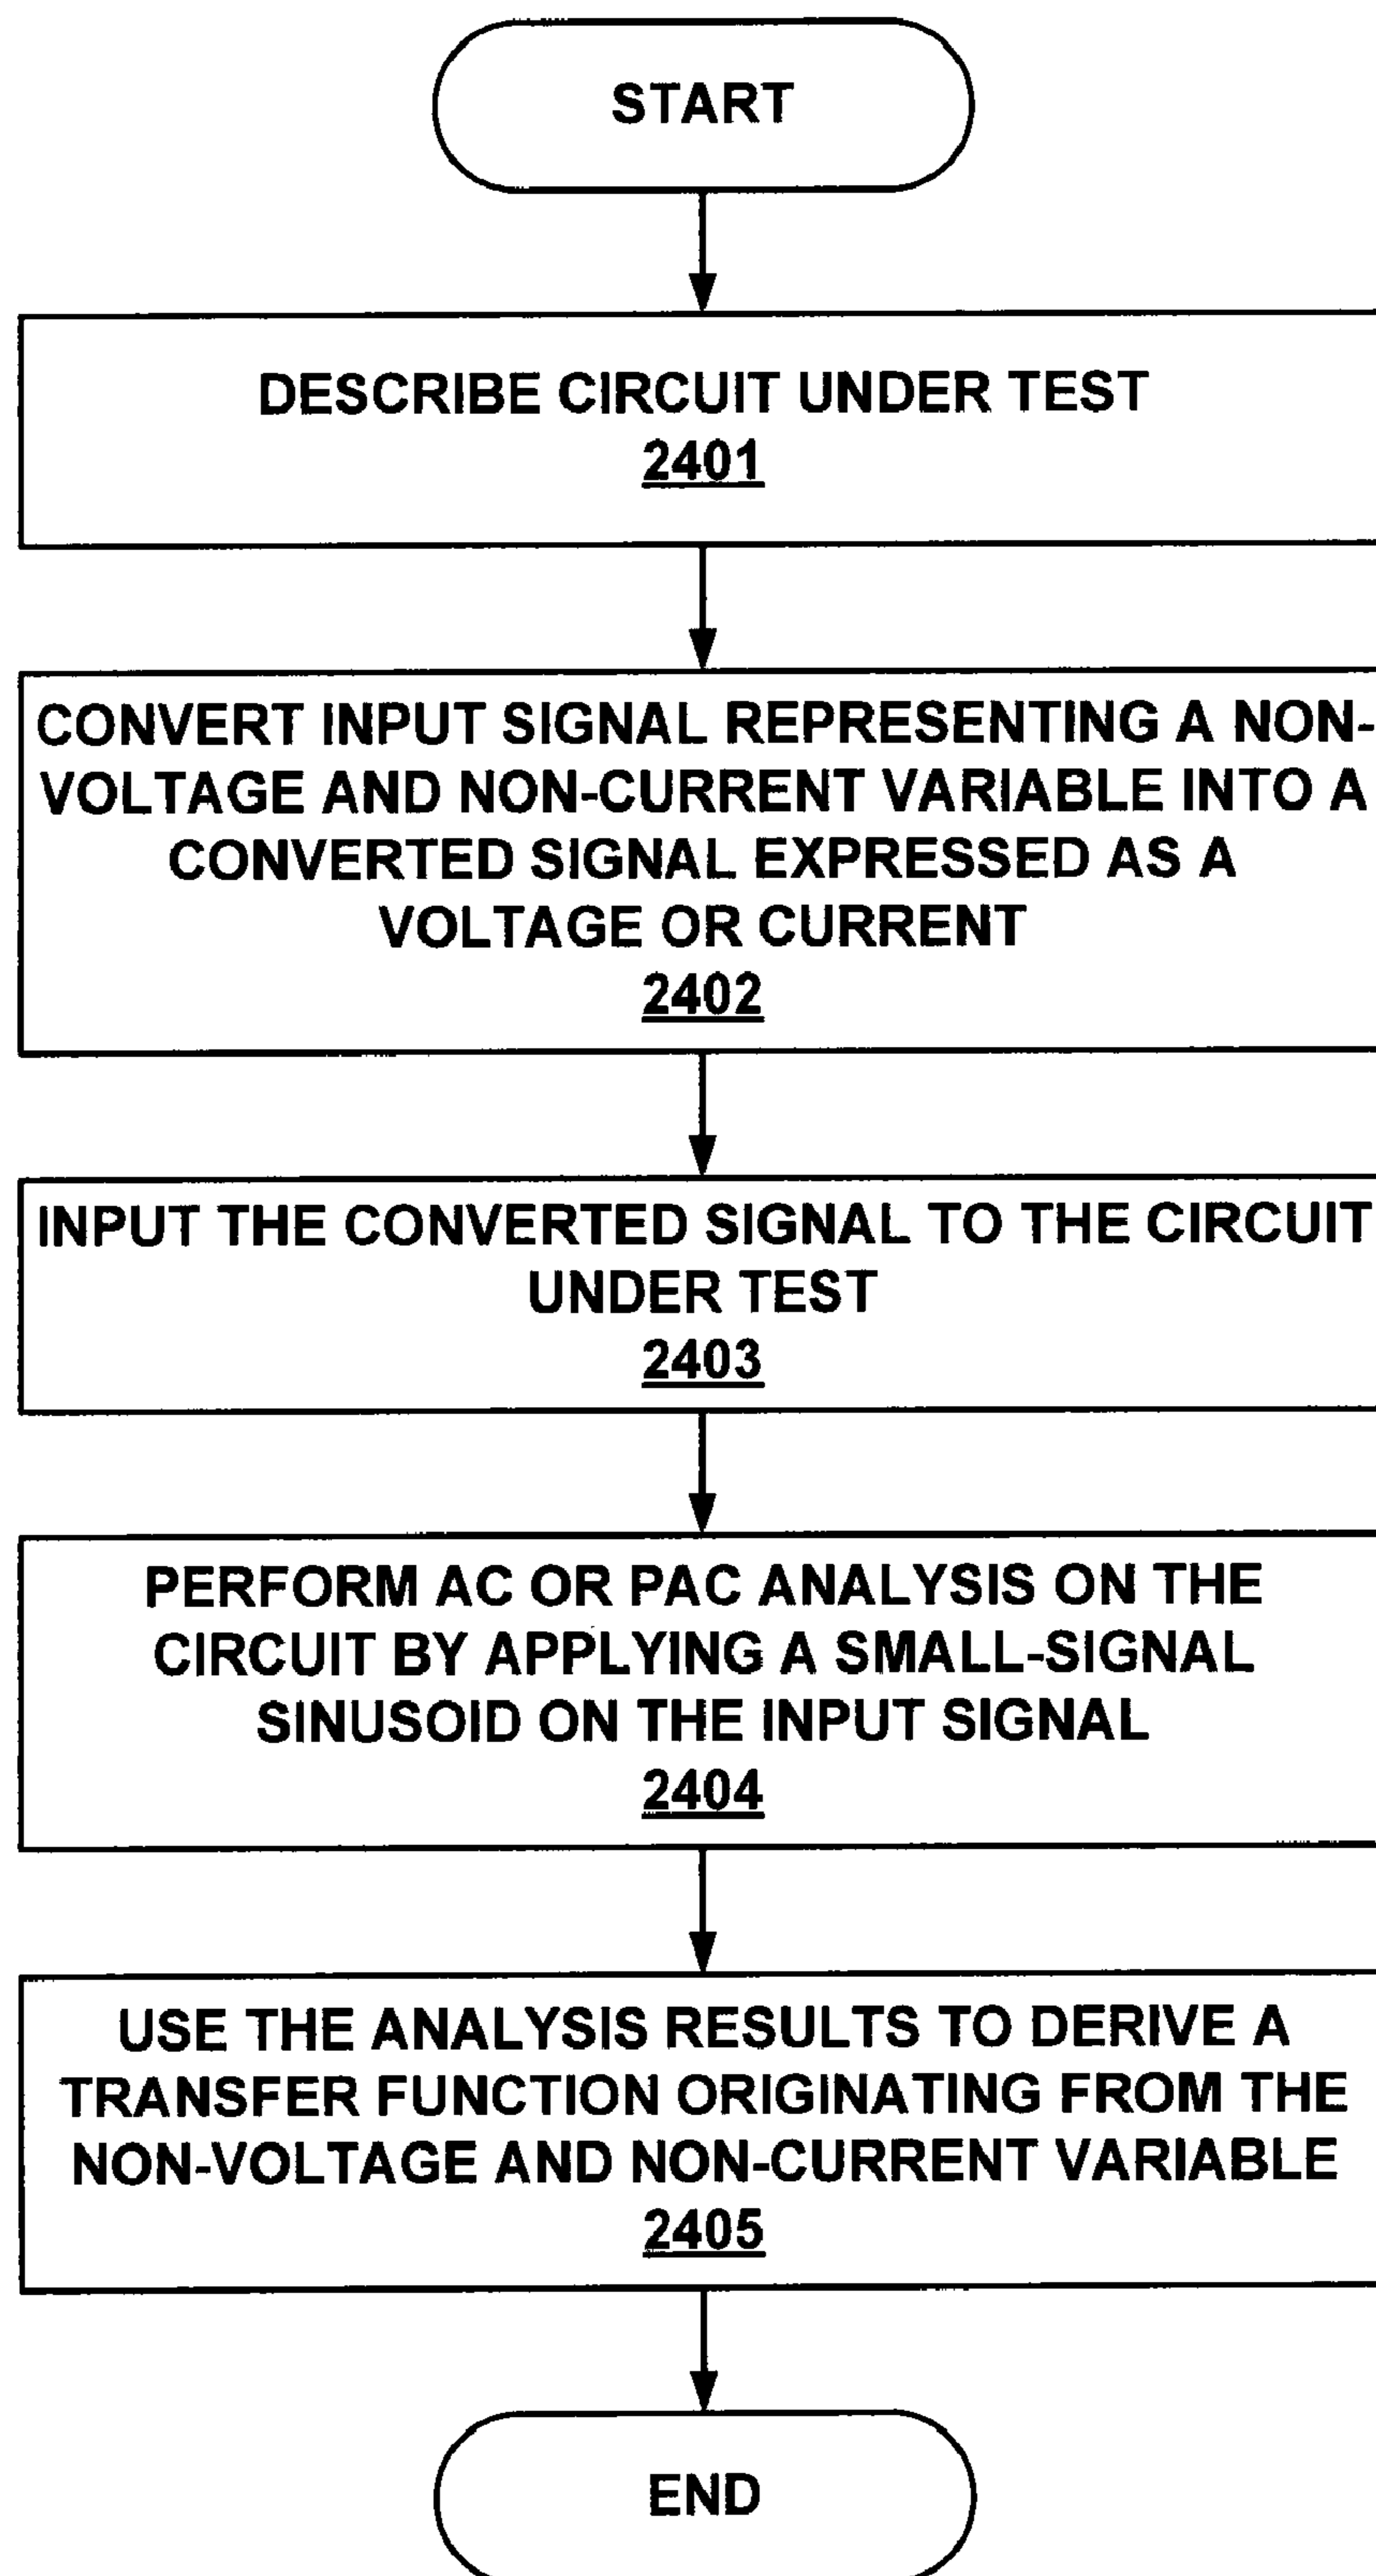 START
DESCRIBE CIRCUIT UNDER TEST
2401
CONVERT INPUT SIGNAL REPRESENTING A NON-
VOLTAGE AND NON-CURRENT VARIABLE INTO A
CONVERTED SIGNAL EXPRESSED AS A
VOLTAGE OR CURRENT
2402
INPUT THE CONVERTED SIGNAL TO THE CIRCUIT
UNDER TEST
2403
PERFORM AC OR PAC ANALYSIS ON THE
CIRCUIT BY APPLYING A SMALL-SIGNAL
SINUSOID ON THE INPUT SIGNAL
2404
USE THE ANALYSIS RESULTS TO DERIVE A
TRANSFER FUNCTION ORIGINATING FROM THE
NON-VOLTAGE AND NON-CURRENT VARIABLE
2405
END